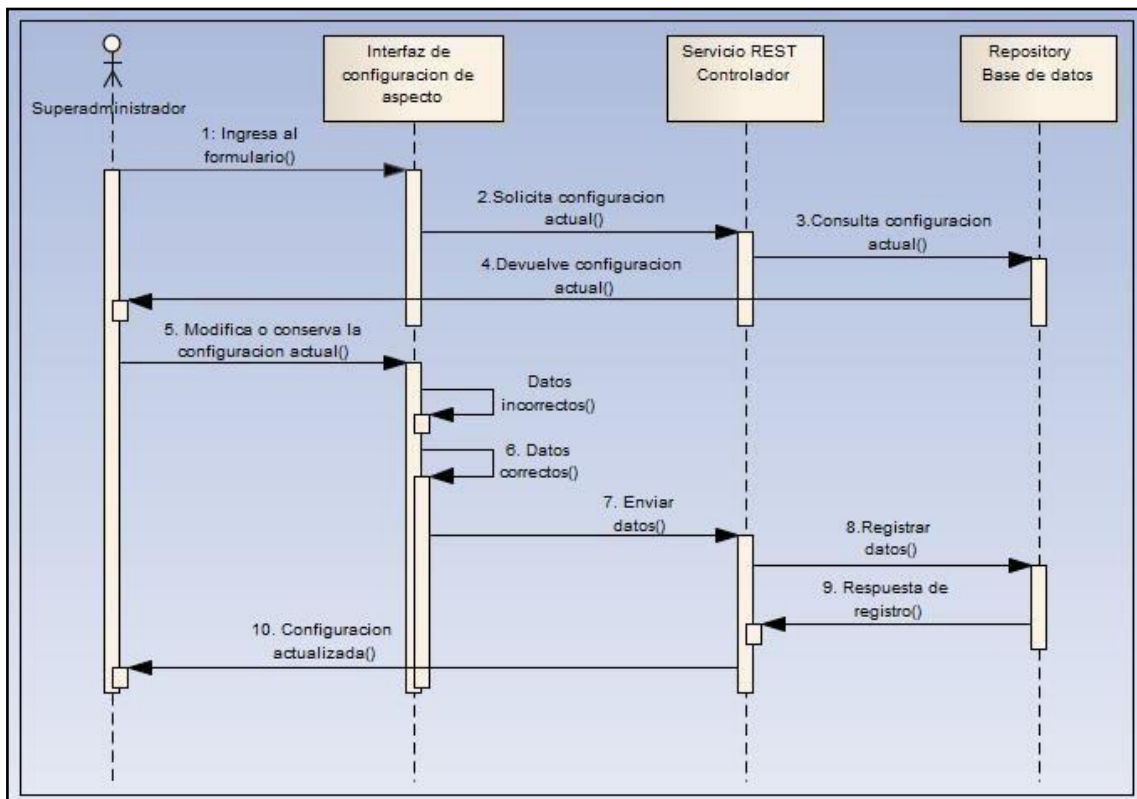 Superadministrador
Interfaz de
configuracion de
aspecto
Servicio REST
Controlador
Repository
Base de datos
1: Ingresa al
formulario()
2.Solicita configuracion
actual()
3.Consulta configuracion
actual()
4.Devuelve configuracion
actual()
5. Modifica o conserva la
configuracion actual()
Datos
incorrectos()
6. Datos
correctos()
7. Enviar
datos()
8.Registrar
datos()
9. Respuesta de
registro()
10. Configuracion
actualizada()